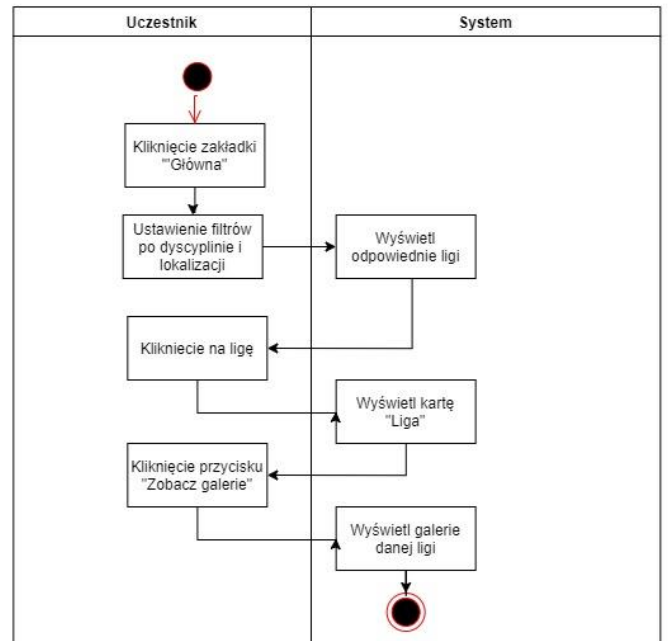 Uczestnik
System
Kliknięcie zakładki
'"Główna"
Ustawienie filtrów
po dyscyplinie i
lokalizacji
Wyświetl
odpowiednie ligi
Klikniecie na ligę
Wyświetl kartę
"Liga"
Kliknięcie przycisku
"Zobacz galerie"
Wyświetl galerie
danej ligi